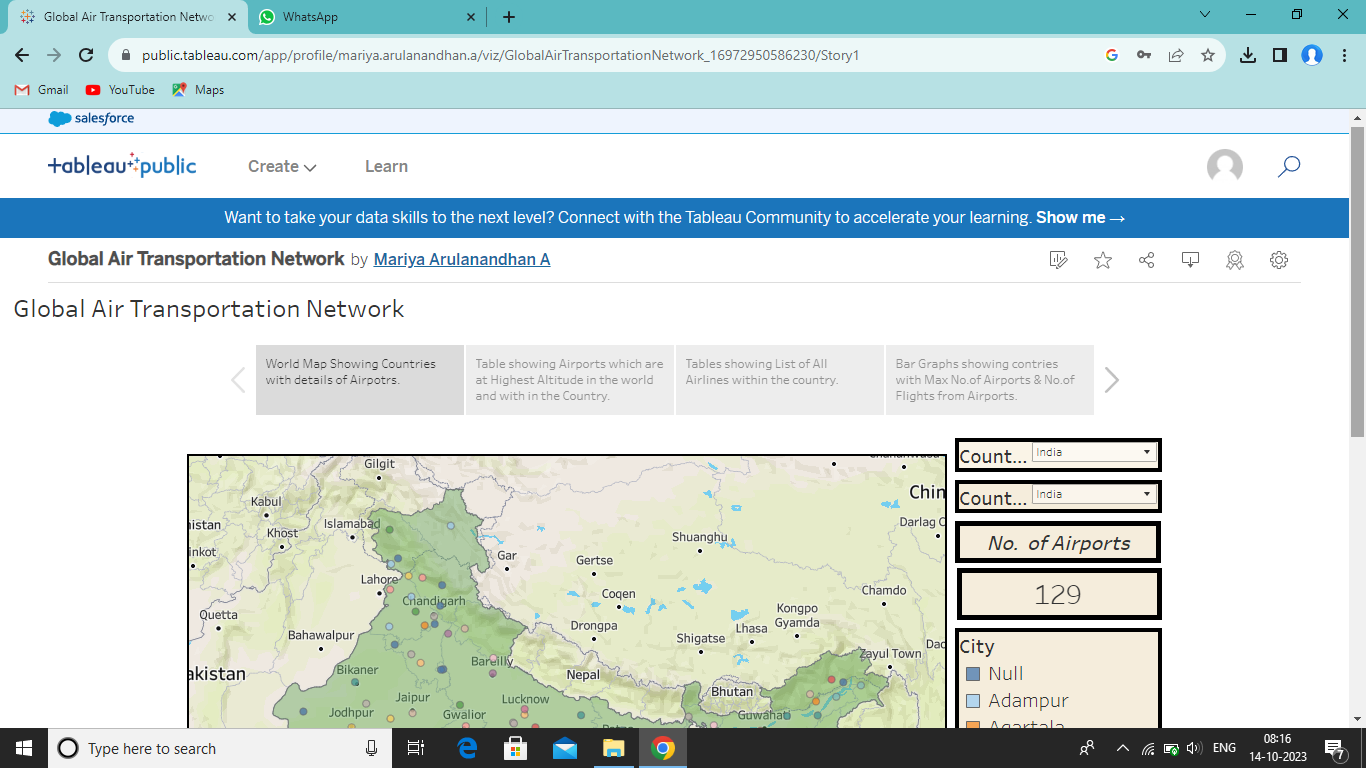 Global Air Transportation Netwo
WhatsApp
public.tableau.com/app/profile/mariya.arulanandhan.a/viz/GlobalAirTransportationNetwork_16972950586230/Story1
Gmail YouTube Maps
salesforce
+ableau public
Create Learn
Want to take your data skills to the next level? Connect with the Tableau Community to accelerate your learning. Show me →
Global Air Transportation Network by Mariya Arulanandhan A
Global Air Transportation Network
World Map Showing Countries
with details of Airpotrs.
Table showing Airports which are
at Highest Altitude in the world
and with in the Country.
Tables showing List of All
Airlines within the country.
Bar Graphs showing contries
with Max No.of Airports & No.of
Flights from Airports.
Gilgit
Chin
Kabul
Islamabad
Darlag C
nistan
Khost
Shuanghu
inkot
Gar
Gertse
Lahore
Chandigarh
Coqen
Chamdo
Quetta
Kongpo
Gyamda
Bahawalpur
Drongpa
Lhasa
Shigatse
Zayul Town
Dac
akistan
Bikaner
Bareilly
Nepal
Bhutan
Jaipur
Lucknow
Jodhpur
Gwalior
Guwahat
Count... India
Count... India
No. of Airports
129
City
Null
Adampur
Agartala
Type here to search
ENG
08:16
14-10-2023
7